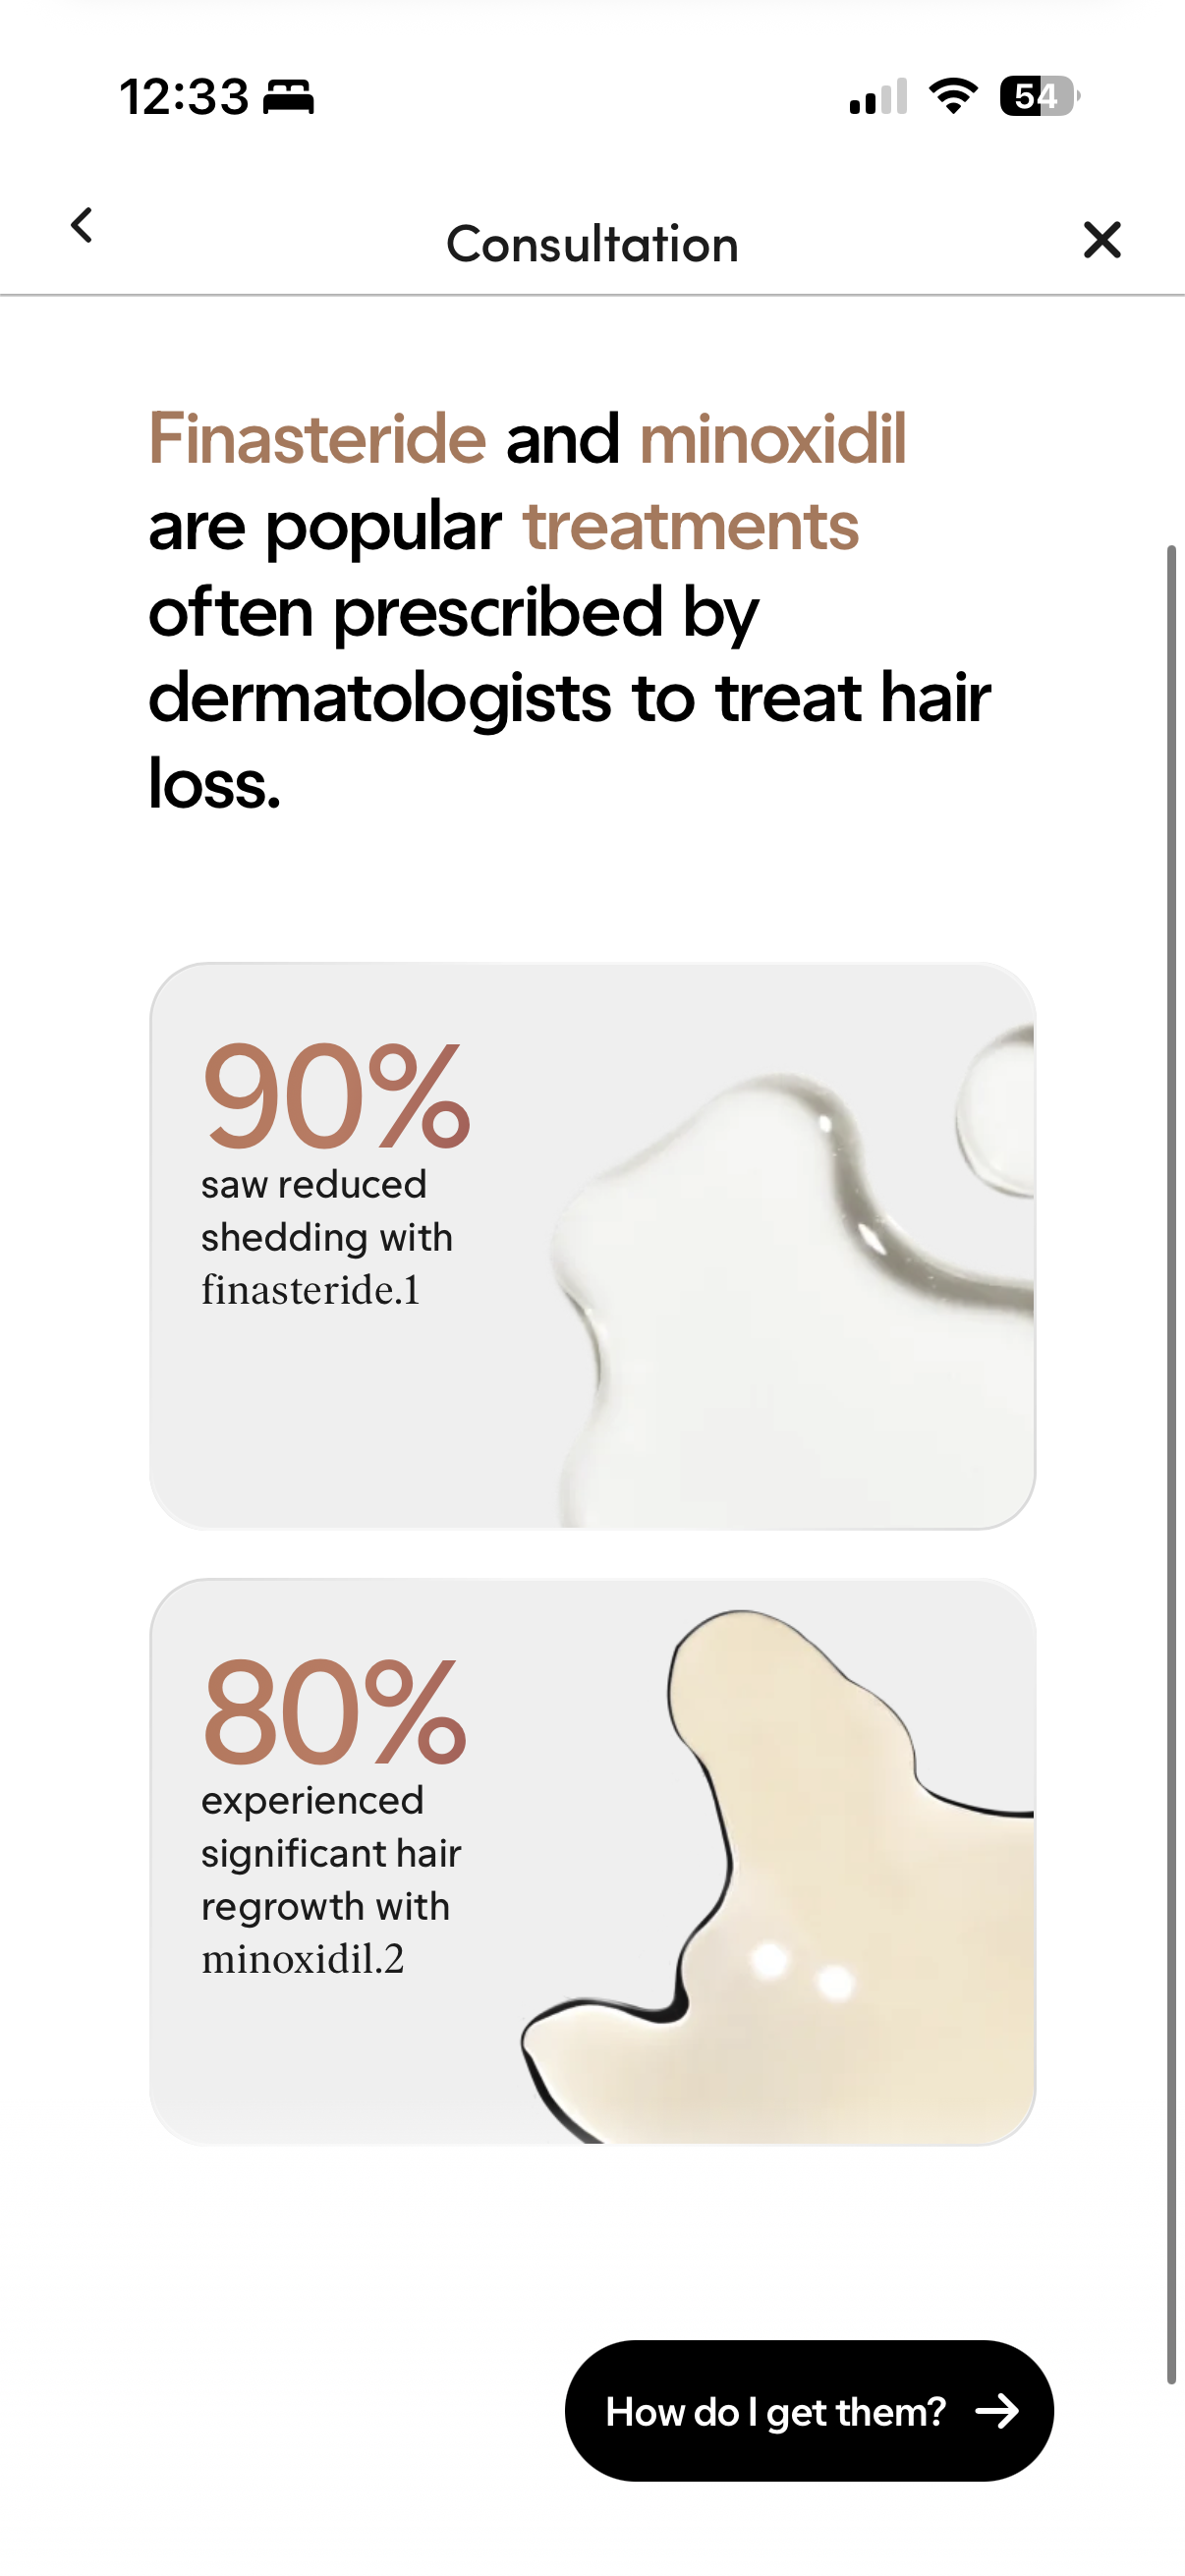 12:33
54
Consultation
Finasteride and minoxidil
are popular treatments
often prescribed by
dermatologists to treat hair
loss.
90%
saw reduced
shedding with
finasteride.1
80%
experienced
significant hair
regrowth with
minoxidil.2
How do I get them?